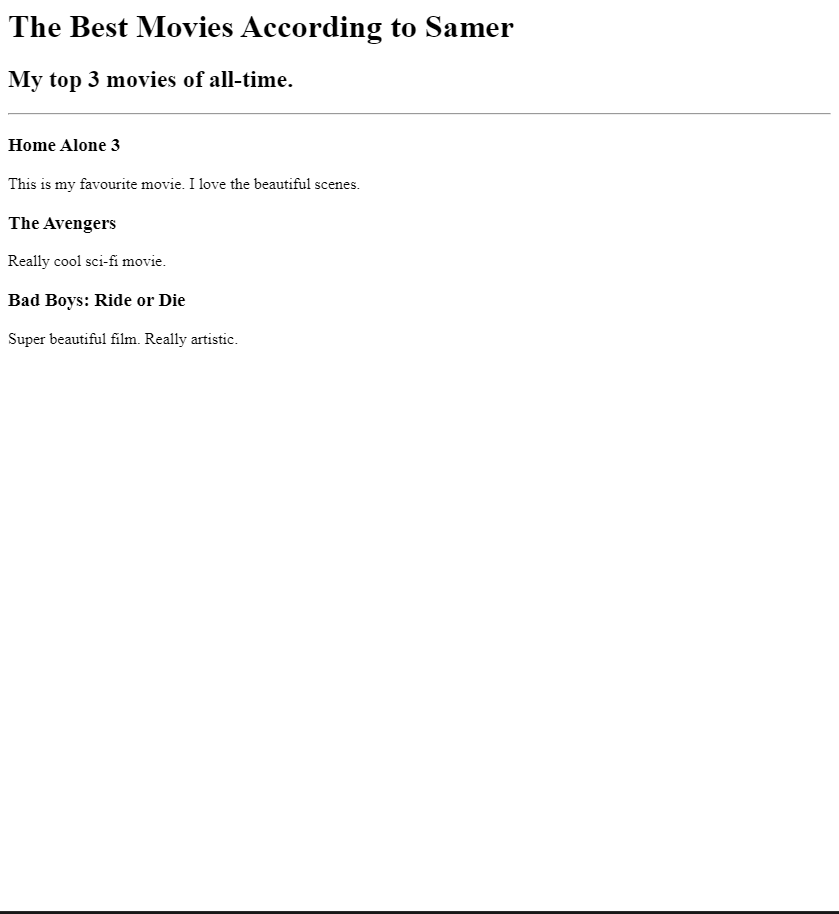 The Best Movies According to Samer
My top 3 movies of all-time.
Home Alone 3
This is my favourite movie. I love the beautiful scenes.
The Avengers
Really cool sci-fi movie.
Bad Boys: Ride or Die
Super beautiful film. Really artistic.